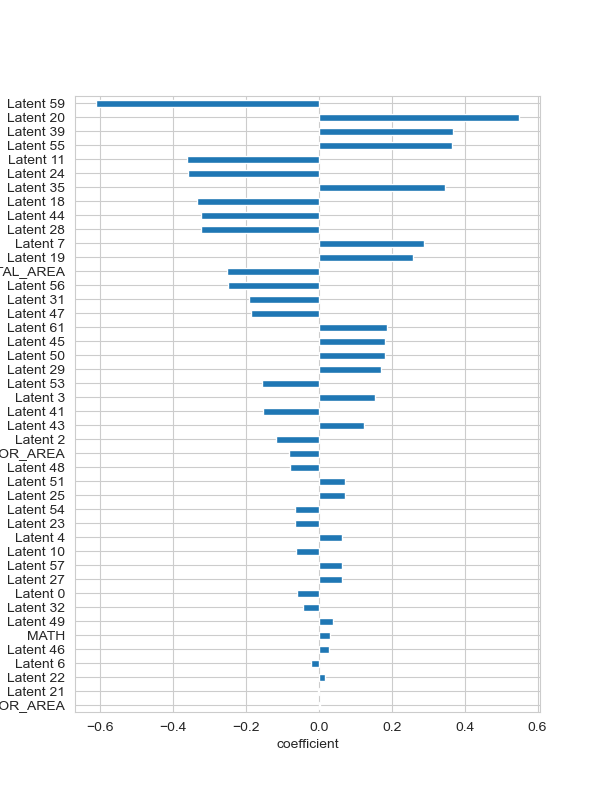 Latent 59
Latent 20
Latent 39
Latent 55
Latent 11
Latent 24
Latent 35
Latent 18
Latent 44
Latent 28
Latent 7
Latent 19
TAL_AREA
Latent 56
Latent 31
Latent 47
Latent 61
Latent 45
Latent 50
Latent 29
Latent 53
Latent 3
Latent 41
Latent 43
Latent 2
OR_AREA
Latent 48
Latent 51
Latent 25
Latent 54
Latent 23
Latent 4
Latent 10
Latent 57
Latent 27
Latent 0
Latent 32
Latent 49
MATH
Latent 46
Latent 6
Latent 22
Latent 21
OR_AREA
−0.6 −0.4 −0.2 0.0 0.2 0.4 0.6
coefficient